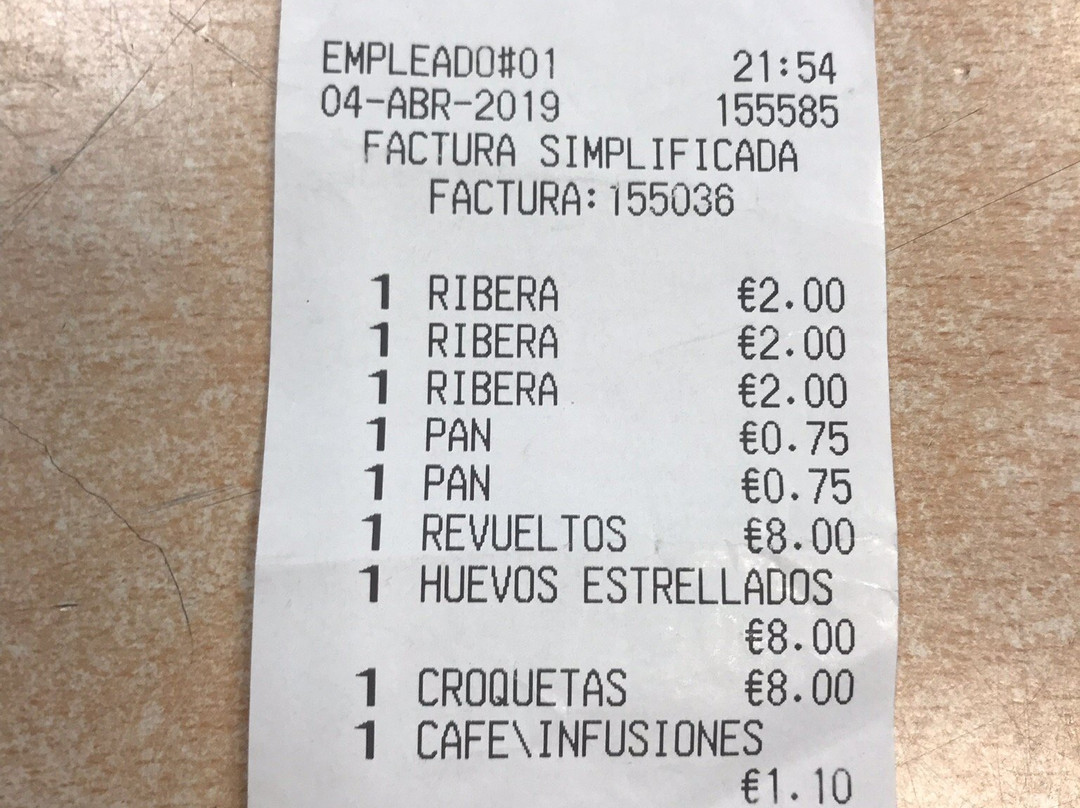 EMPLEADO#01 21:54
04-ABR-2019 155585
FACTURA SIMPLIFICADA
FACTURA:155036
1 RIBERA €2.00
1 RIBERA €2.00
1 RIBERA €2.00
1 PAN €0.75
1 PAN €0.75
1 REVUELTOS €8.00
1 HUEVOS ESTRELLADOS
€8.00
1 CROQUETAS €8.00
1 CAFE\INFUSIONES
€1.10